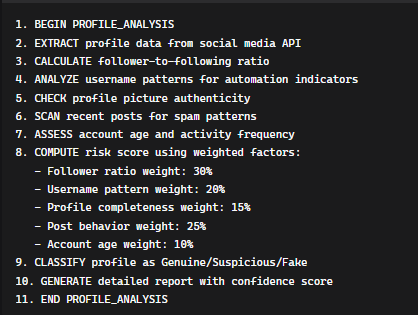 1. BEGIN PROFILE_ANALYSIS
2. EXTRACT profile data from social media API
3. CALCULATE follower-to-following ratio
4. ANALYZE username patterns for automation indicators
5. CHECK profile picture authenticity
6. SCAN recent posts for spam patterns
7. ASSESS account age and activity frequency
8. COMPUTE risk score using weighted factors:
   - Follower ratio weight: 30%
   - Username pattern weight: 20%
   - Profile completeness weight: 15%
   - Post behavior weight: 25%
   - Account age weight: 10%
9. CLASSIFY profile as Genuine/Suspicious/Fake
10. GENERATE detailed report with confidence score
11. END PROFILE_ANALYSIS